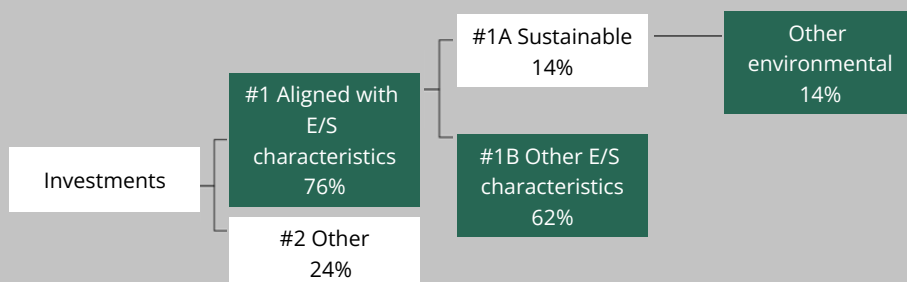 Investments
#1 Aligned with
E/S
characteristics
76%
#2 Other
24%
#1A Sustainable
14%
#1B Other E/S
characteristics
62%
Other
environmental
14%